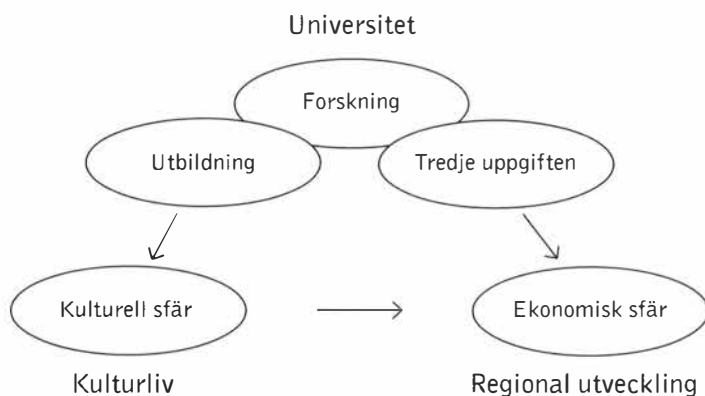 Universitet
Forskning
Utbildning
Tredje uppgiften
Kulturell sfär
Ekonomisk sfär
Kulturliv
Regional utveckling